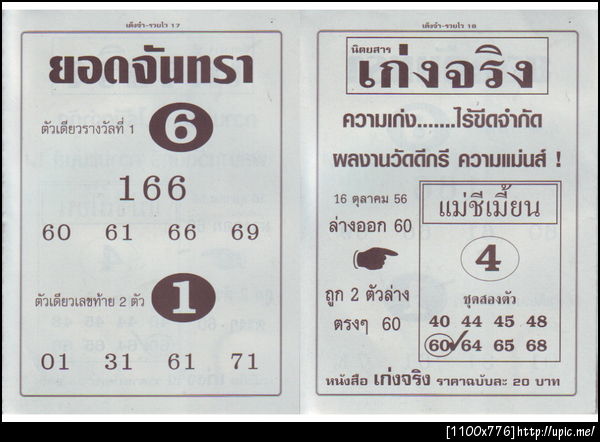 เต็งจ๋า-รวยไว 17
ยอดจันทรา
ตัวเดียวรางวัลที่ 1 6
166
60 61 66 69
ตัวเดียวเลขท้าย 2 ตัว 1
01 31 61 71
เต็งจ๋า-รวยไว 18
นิตยสาร
เก่งจริง
ความเก่ง.......ไร้ขีดจำกัด
ผลงานวัดดีกรี ความแม่นส์ !
16 ตุลาคม 56
ล่างออก 60
ถูก 2 ตัวล่าง
ตรงๆ 60
แม่ชีเมี้ยน
4
ชุดสองตัว
40 44 45 48
60 64 65 68
หนังสือ เก่งจริง ราคาฉบับละ 20 บาท
[1100x776]http://upic.me/